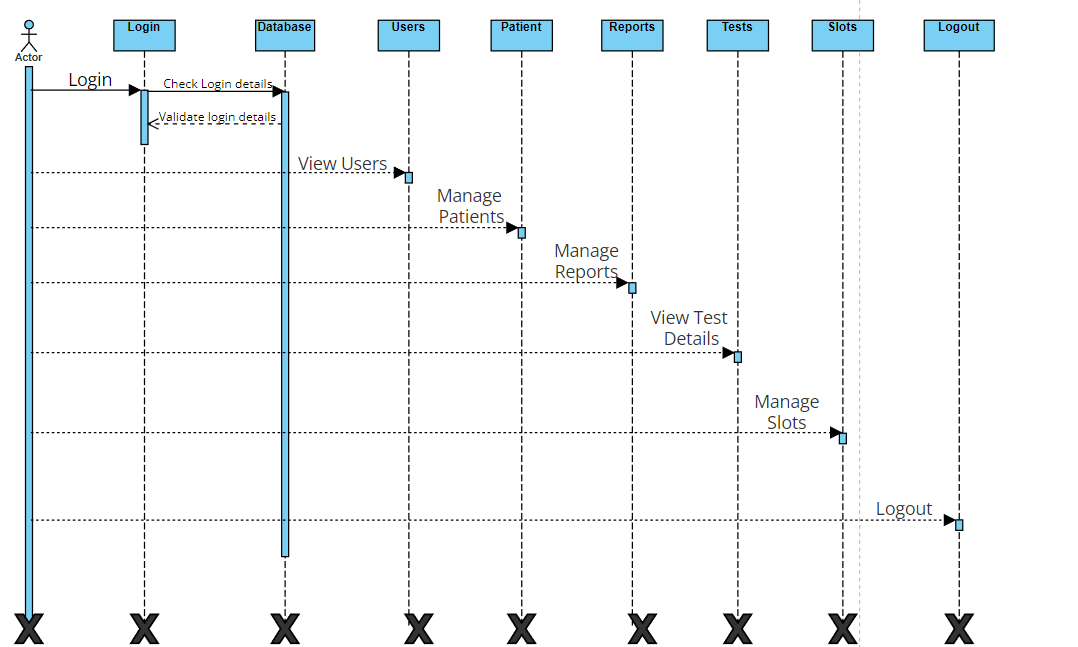 Login
Database
Users
Patient
Reports
Tests
Slots
Logout
Actor
Login
Check Login details
Validate login details
View Users
Manage
Patients
Manage
Reports
View Test
Details
Manage
Slots
Logout